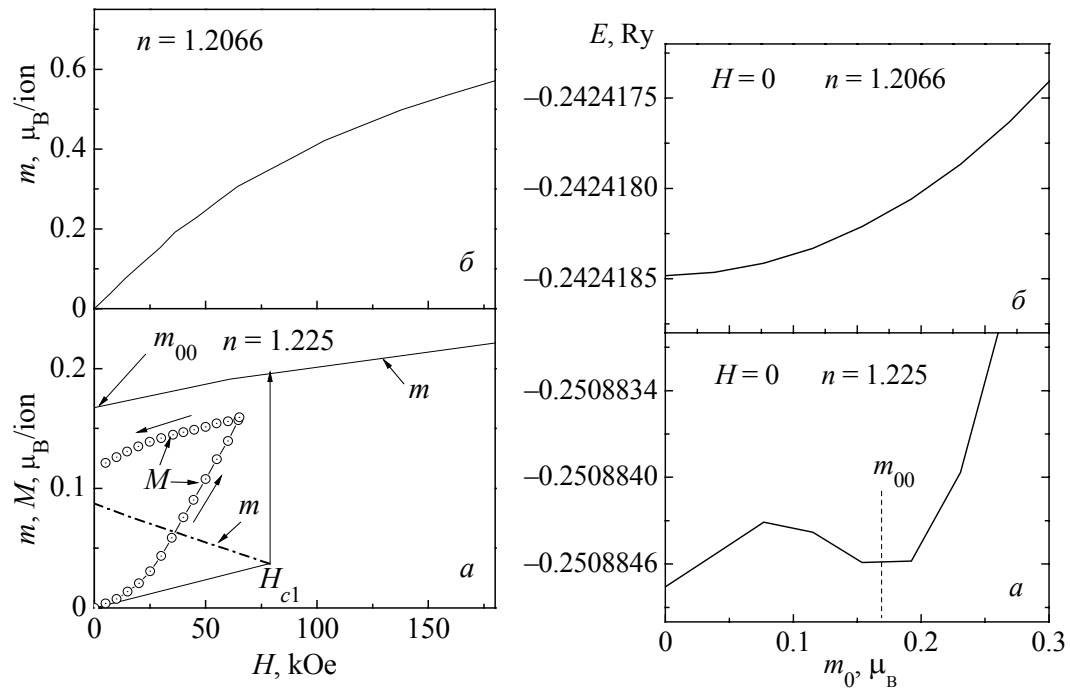 n = 1.2066
0.6
0.4
0.2
0
m, μB/ion
б
m00
n = 1.225
m
0.2
0.1
0
m, M, μB/ion
M
m
Hc1
a
0
50
100
150
H, kOe
E, Ry
H = 0 n = 1.2066
–0.2424175
–0.2424180
–0.2424185
б
H = 0 n = 1.225
–0.2508834
–0.2508840
–0.2508846
m00
a
0
0.1
0.2
0.3
m0, μB